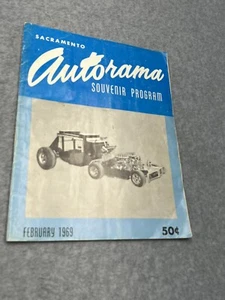 SACRAMENTO
Autorama
SOUVENIR PROGRAM
FEBRUARY 1969
50¢